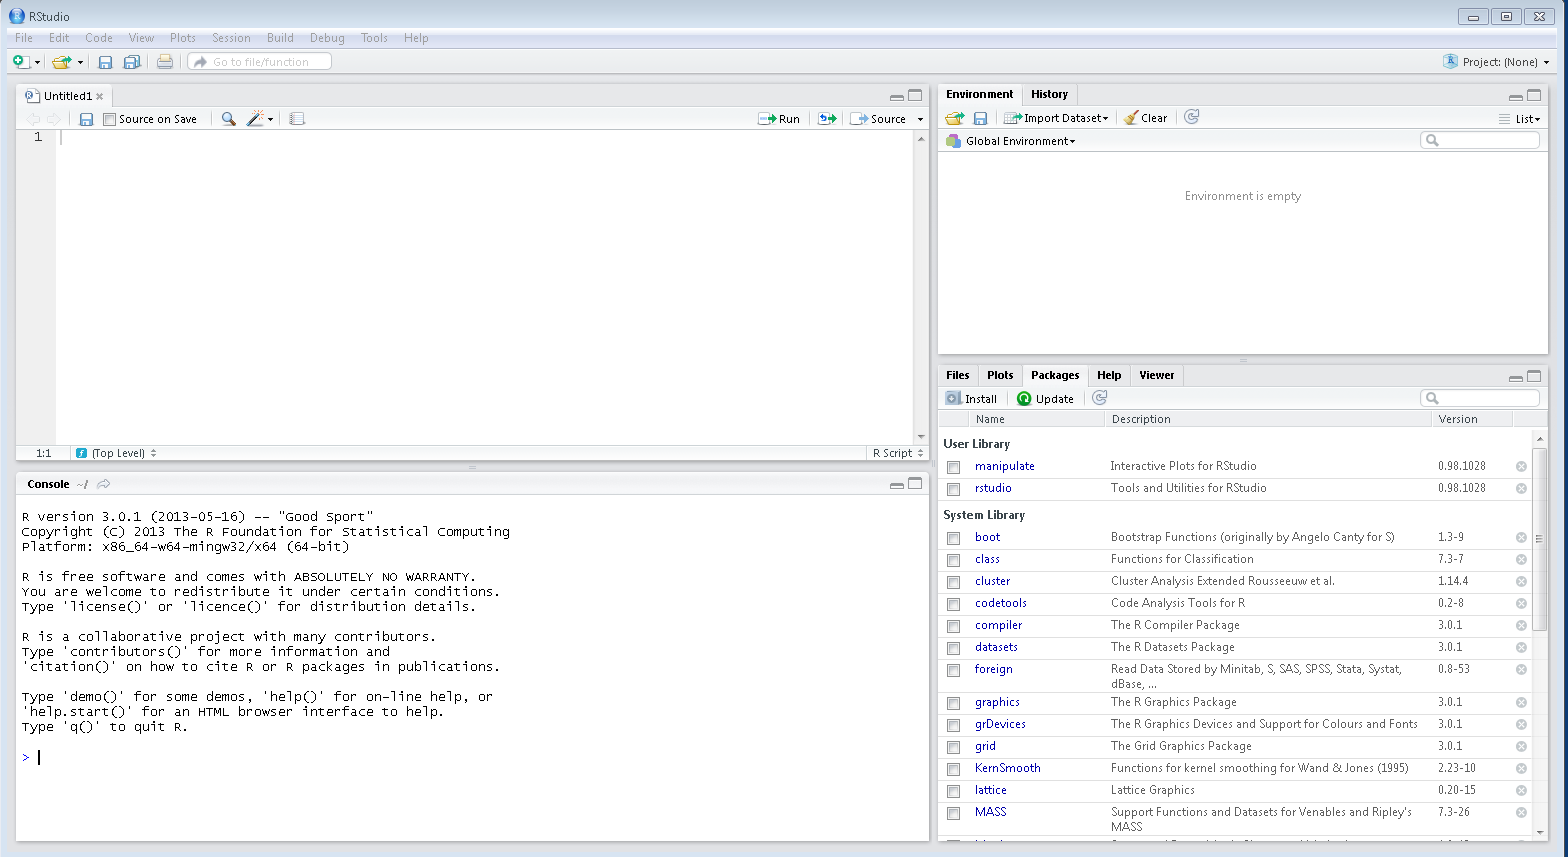 RStudio
File Edit Code View Plots Session Build Debug Tools Help
Go to file/function
Project: (None)
Untitled1
Source on Save
Run
Source
1
1:1
(Top Level)
R Script
Console ~/
R version 3.0.1 (2013-05-16) -- "Good Sport"
Copyright (C) 2013 The R Foundation for Statistical Computing
Platform: x86_64-w64-mingw32/x64 (64-bit)
R is free software and comes with ABSOLUTELY NO WARRANTY.
You are welcome to redistribute it under certain conditions.
Type 'license()' or 'licence()' for distribution details.
R is a collaborative project with many contributors.
Type 'contributors()' for more information and
'citation()' on how to cite R or R packages in publications.
Type 'demo()' for some demos, 'help()' for on-line help, or
'help.start()' for an HTML browser interface to help.
Type 'q()' to quit R.
>
Environment History
Import Dataset Clear List
Global Environment
Environment is empty
Files Plots Packages Help Viewer
Install Update
Name Description Version
User Library
manipulate Interactive Plots for RStudio 0.98.1028
rstudio Tools and Utilities for RStudio 0.98.1028
System Library
boot Bootstrap Functions (originally by Angelo Canty for S) 1.3-9
class Functions for Classification 7.3-7
cluster Cluster Analysis Extended Rousseeuw et al. 1.14.4
codetools Code Analysis Tools for R 0.2-8
compiler The R Compiler Package 3.0.1
datasets The R Datasets Package 3.0.1
foreign Read Data Stored by Minitab, S, SAS, SPSS, Stata, Systat, 0.8-53
dBase, ...
graphics The R Graphics Package 3.0.1
grDevices The R Graphics Devices and Support for Colours and Fonts 3.0.1
grid The Grid Graphics Package 3.0.1
KernSmooth Functions for kernel smoothing for Wand & Jones (1995) 2.23-10
lattice Lattice Graphics 0.20-15
MASS Support Functions and Datasets for Venables and Ripley's 7.3-26
MASS